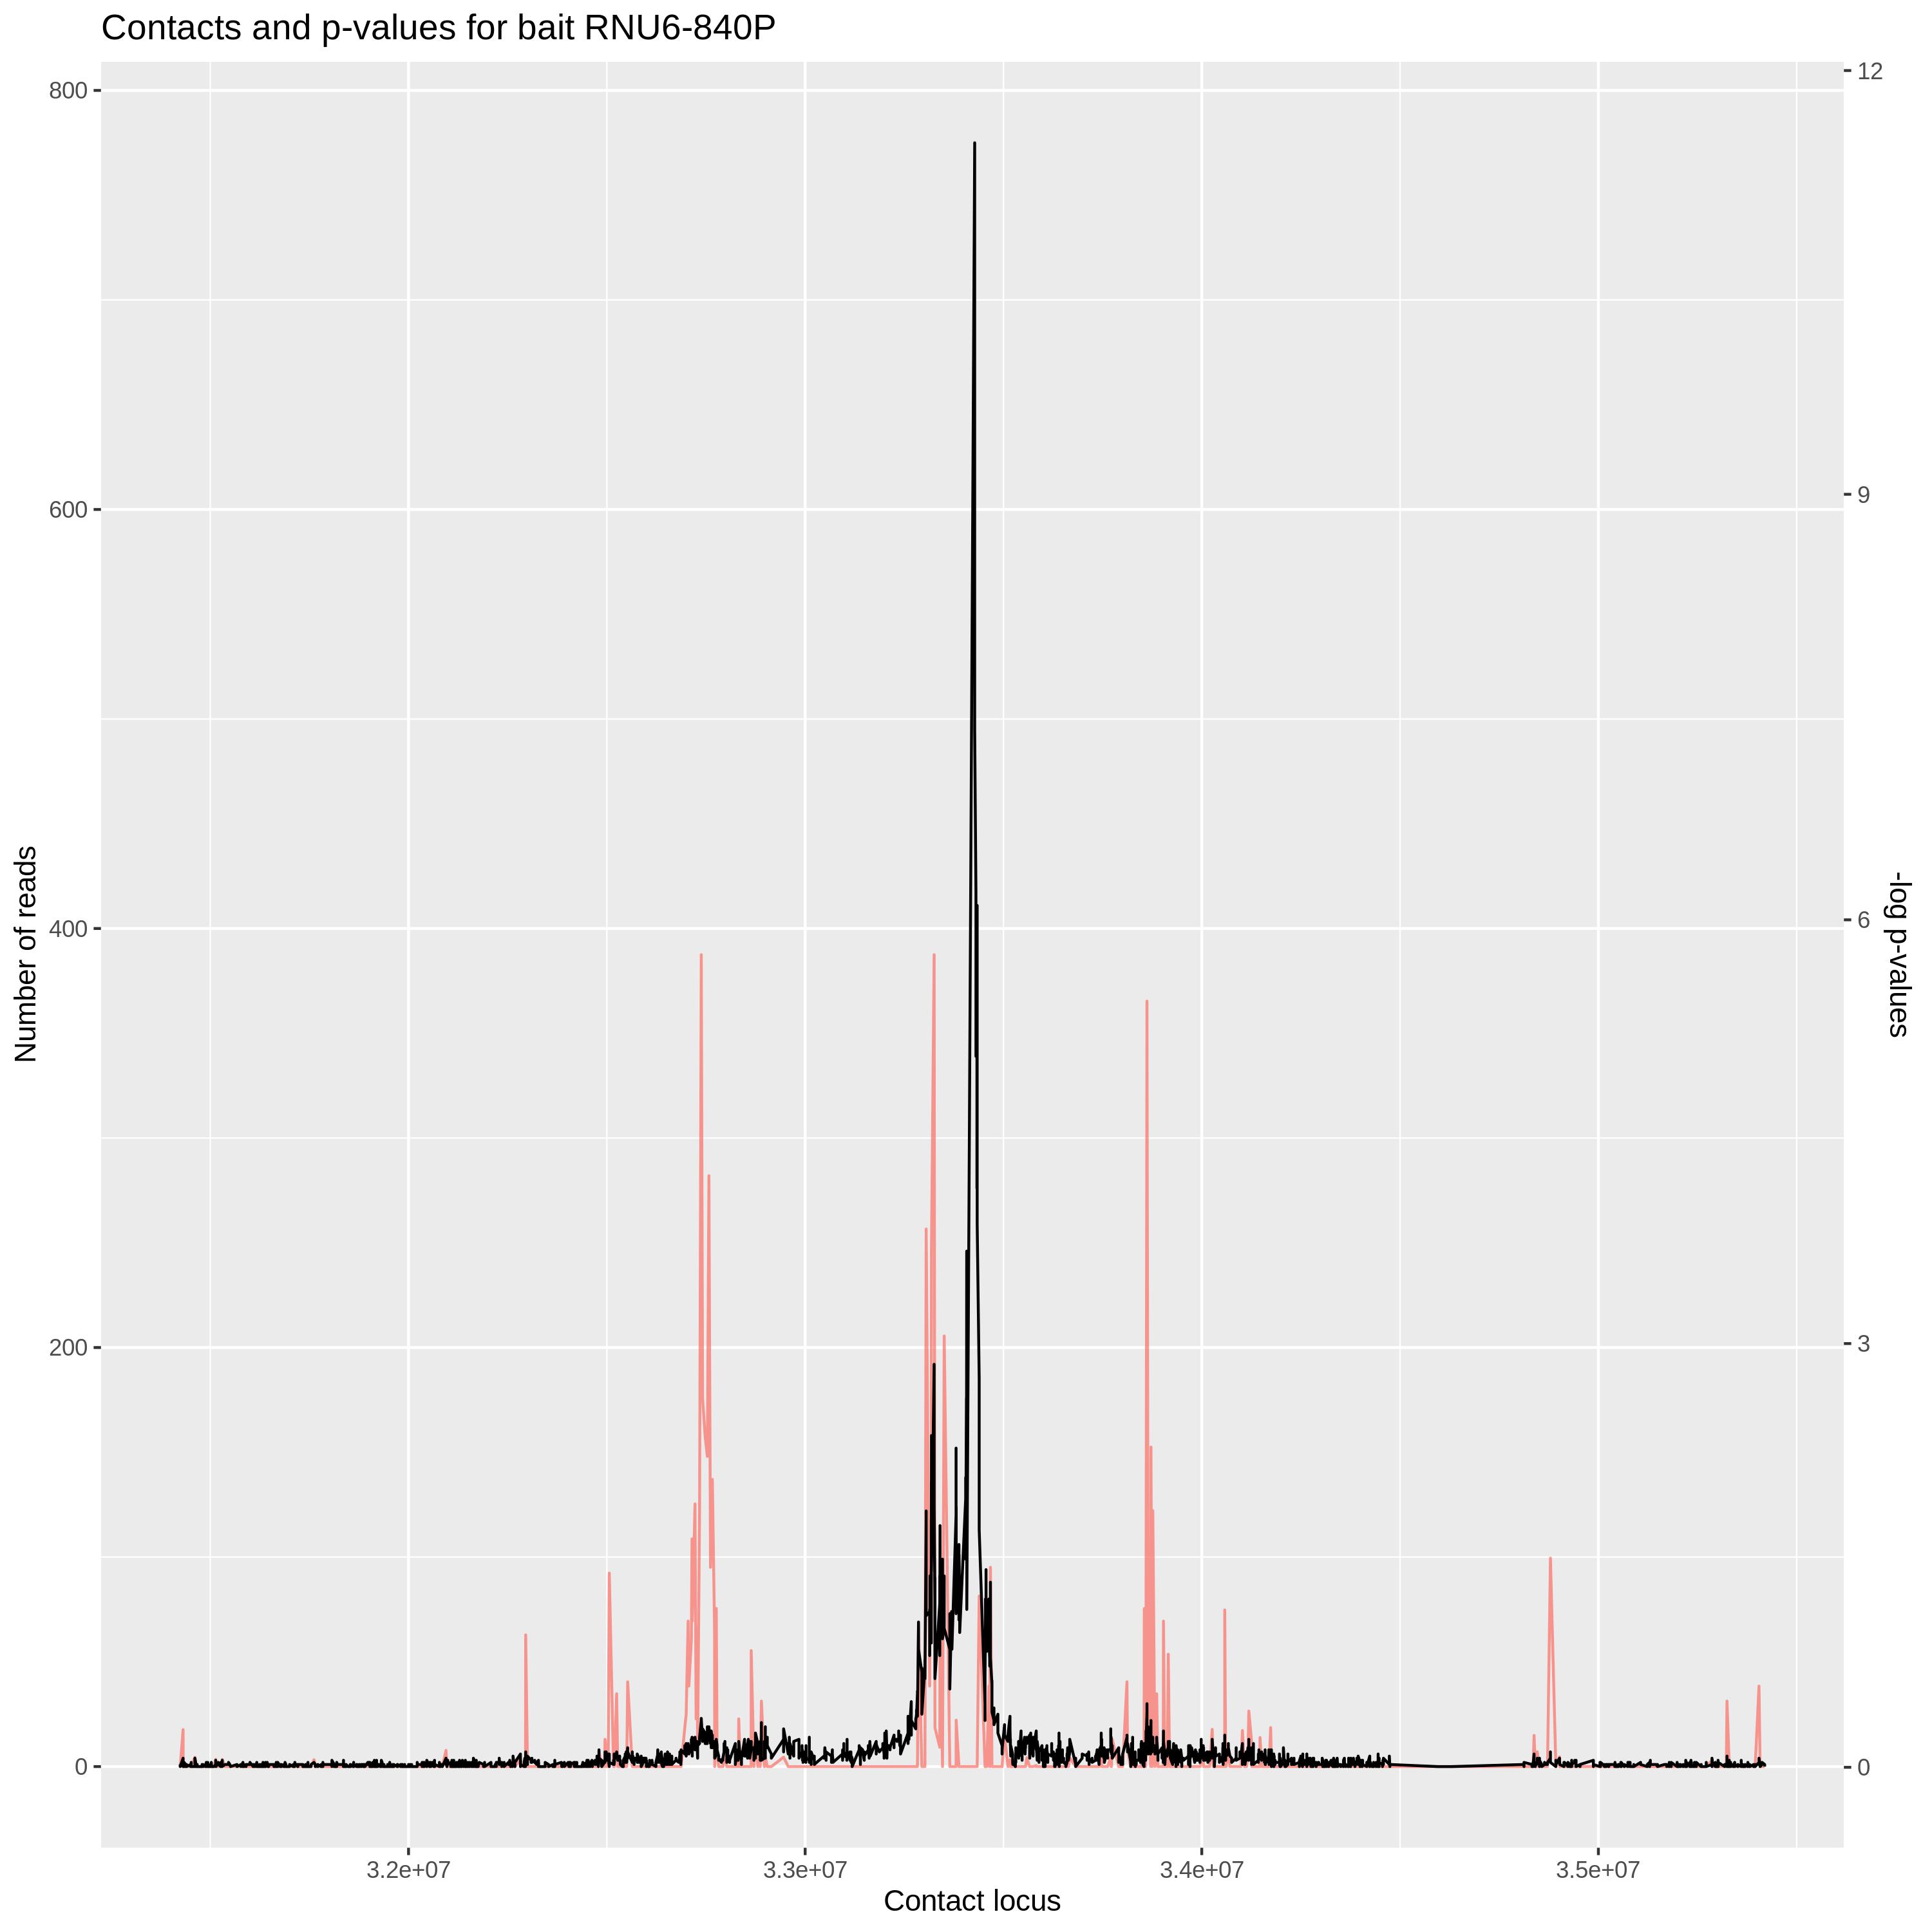 Contacts and p-values for bait RNU6-840P
800
600
400
200
0
12
9
6
3
0
Number of reads
-log p-values
3.2e+07
3.3e+07
3.4e+07
3.5e+07
Contact locus